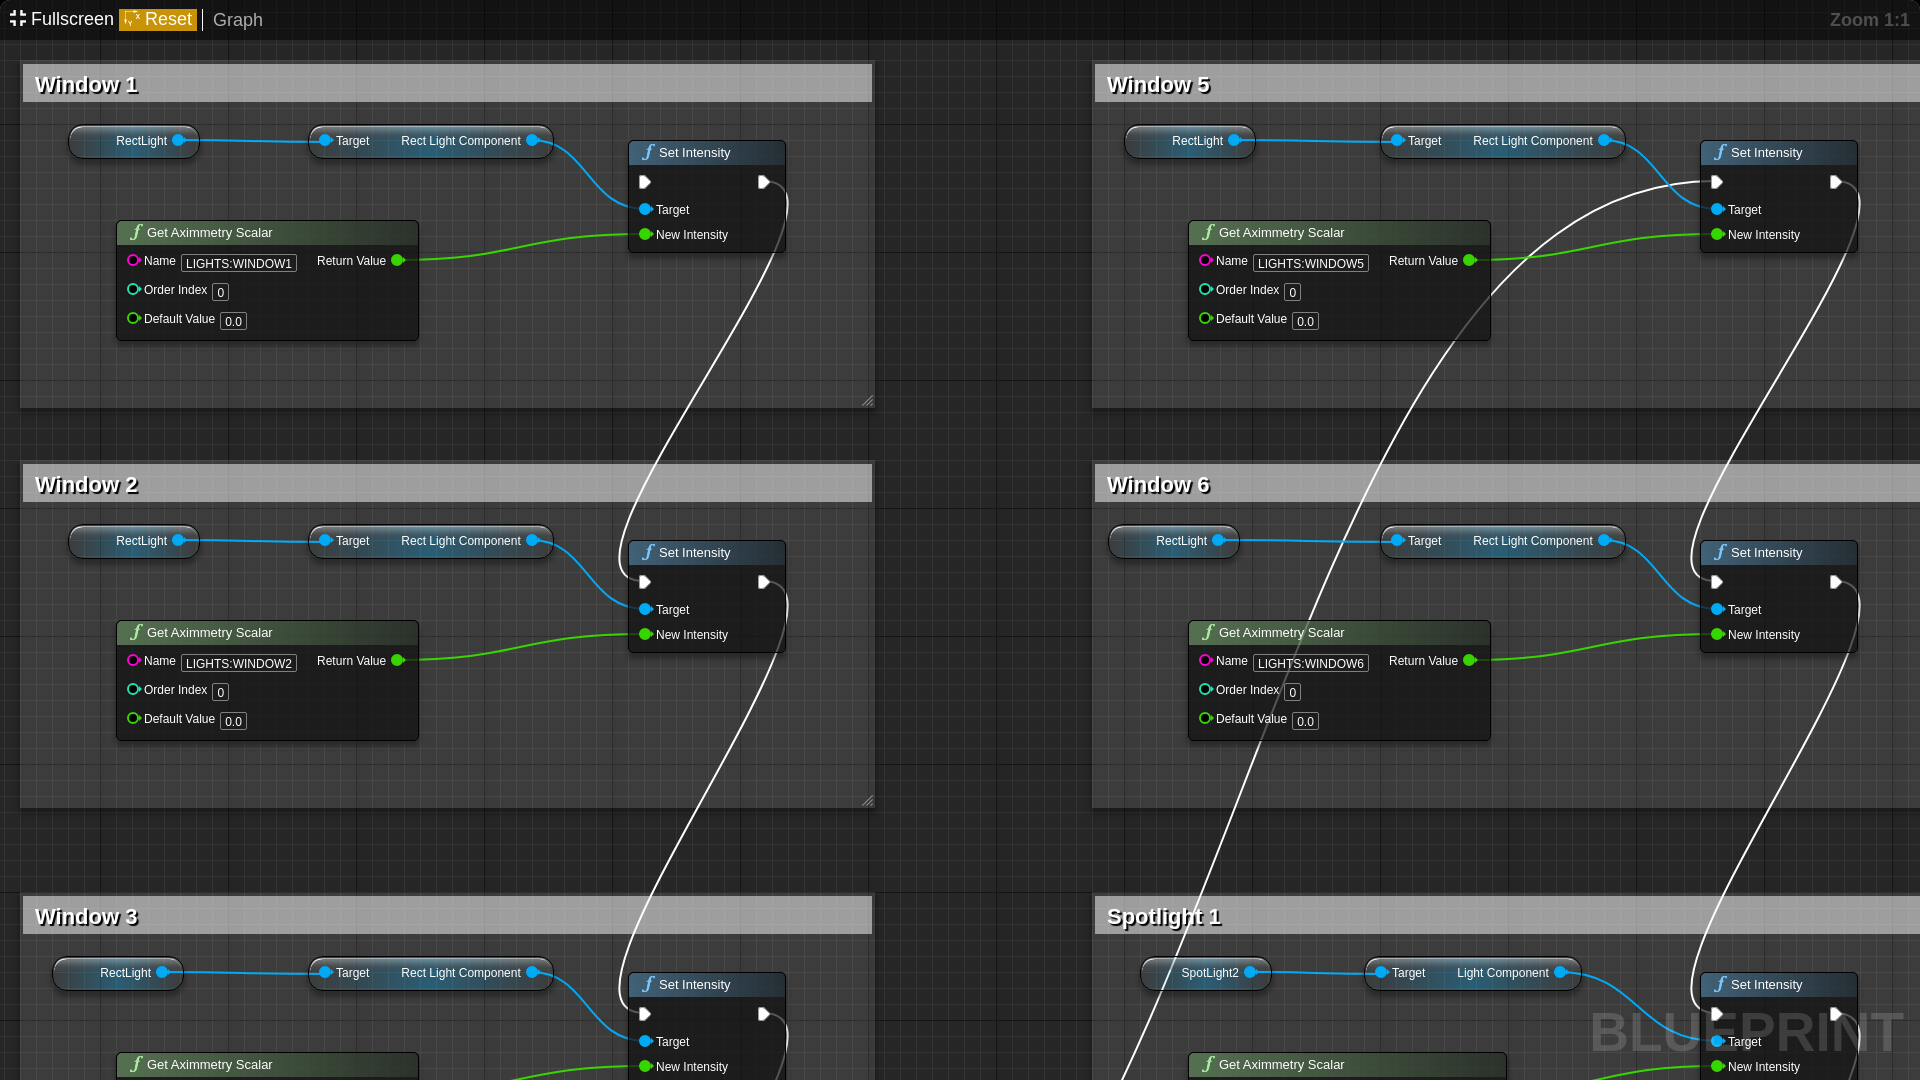 Fullscreen Reset Graph Zoom 1:1
Window 1
RectLight
Target Rect Light Component
Set Intensity
Target
New Intensity
Get Aximmetry Scalar
Name LIGHTS:WINDOW1 Return Value
Order Index 0
Default Value 0.0
Window 5
RectLight
Target Rect Light Component
Set Intensity
Target
New Intensity
Get Aximmetry Scalar
Name LIGHTS:WINDOW5 Return Value
Order Index 0
Default Value 0.0
Window 2
RectLight
Target Rect Light Component
Set Intensity
Target
New Intensity
Get Aximmetry Scalar
Name LIGHTS:WINDOW2 Return Value
Order Index 0
Default Value 0.0
Window 6
RectLight
Target Rect Light Component
Set Intensity
Target
New Intensity
Get Aximmetry Scalar
Name LIGHTS:WINDOW6 Return Value
Order Index 0
Default Value 0.0
Window 3
RectLight
Target Rect Light Component
Set Intensity
Target
New Intensity
Get Aximmetry Scalar
Spotlight 1
SpotLight2
Target Light Component
Set Intensity
Target
New Intensity
Get Aximmetry Scalar
BLUEPRINT